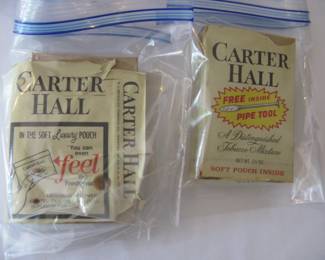 CARTER
HALL
IN THE SOFT Luxury POUCH
You can
even
feel
CARTER HALL
CARTER
HALL
FREE INSIDE
PIPE TOOL
A Distinguished
Tobacco Mixture
SOFT POUCH INSIDE